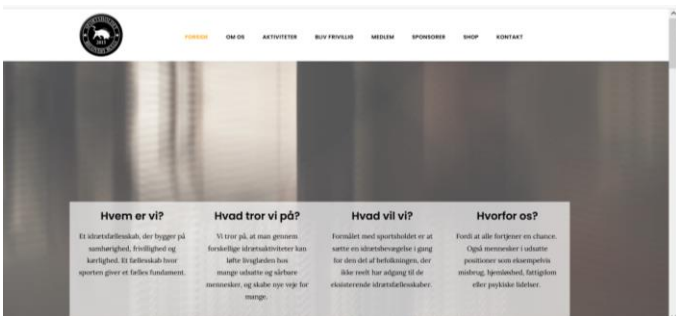 FORSIDE OM OS AKTIVITETER BLIV FRIVILLIG MEDLEM SPONSORER SHOP KONTAKT
2011
Hvem er vi?
Et idrætsfællesskab, der bygger på
samhørighed, frivillighed og
kærlighed. Et fællesskab hvor
sporten giver et fælles fundament.
Hvad tror vi på?
Vi tror på, at man gennem
forskellige idrætsaktiviteter kan
løfte livsglæden hos
mange udsatte og sårbare
mennesker, og skabe nye veje for
mange.
Hvad vil vi?
Formålet med sportsholdet er at
sætte en idrætsbevægelse i gang
for den del af befolkningen, der
ikke reelt har adgang til de
eksisterende idrætsfællesskaber.
Hvorfor os?
Fordi at alle fortjener en chance.
Også mennesker i udsatte
positioner som eksempelvis
misbrug, hjemløshed, fattigdom
eller psykiske lidelser.